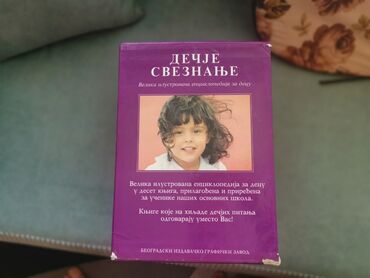 ДЕЧЈЕ
СВЕЗНАЊЕ
Велика илустрована енциклопедија за децу
Велика илустрована енциклопедија за децу
у десет књига, прилагођена и приређена
за ученике наших основних школа.
Књиге које на хиљаде дечјих питања
одговарају уместо Вас!
БЕОГРАДСКИ ИЗДАВАЧКО-ГРАФИЧКИ ЗАВОД